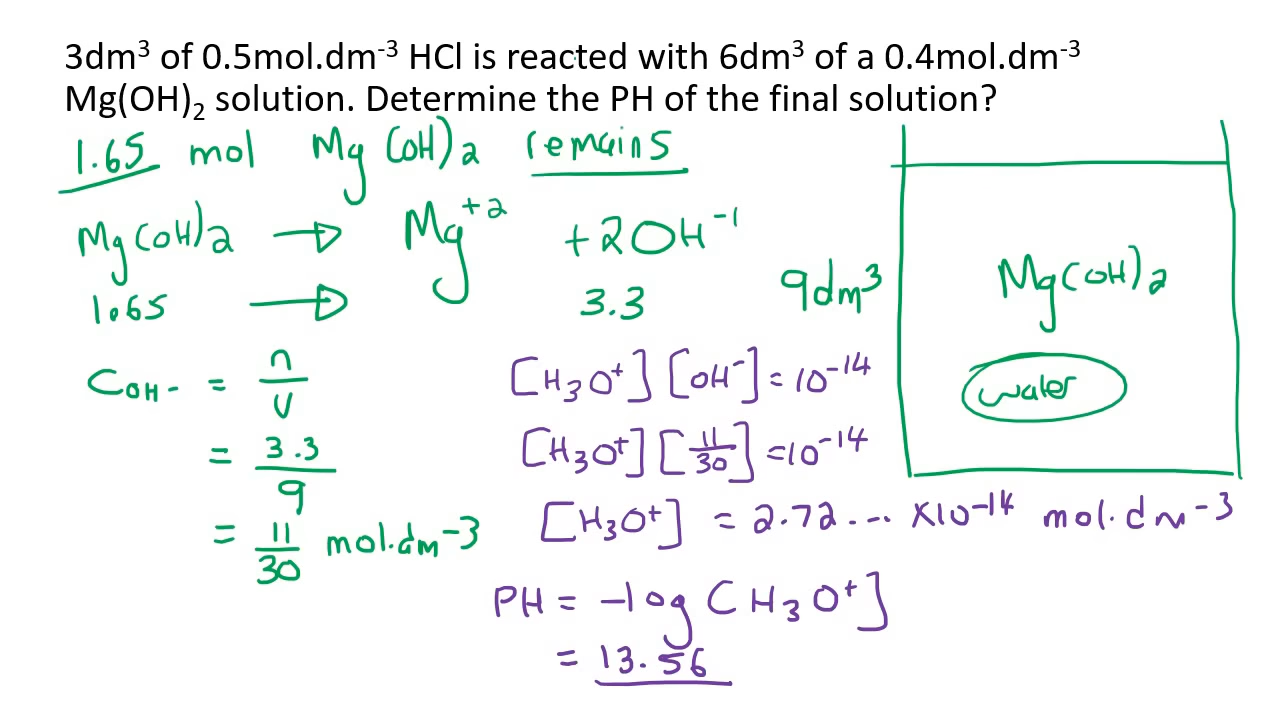 3dm³ of 0.5mol.dm⁻³ HCl is reacted with 6dm³ of a 0.4mol.dm⁻³
Mg(OH)₂ solution. Determine the PH of the final solution?
1.65 mol Mg(OH)₂ remains
Mg(OH)₂ → Mg⁺² + 2OH⁻¹
1.65 → 3.3
9dm³
Mg(OH)₂
water
COH- = n/V
= 3.3/9
= 11/30 mol.dm-3
[H₃O⁺][OH⁻] = 10⁻¹⁴
[H₃O⁺][11/30] = 10⁻¹⁴
[H₃O⁺] = 2.72... ×10⁻¹⁴ mol.dm-3
PH = -log[H₃O⁺]
= 13.56